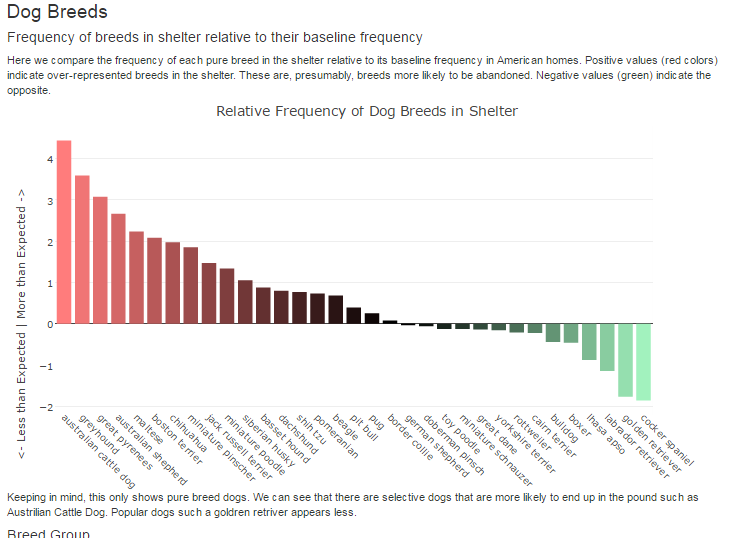 Dog Breeds
Frequency of breeds in shelter relative to their baseline frequency
Here we compare the frequency of each pure breed in the shelter relative to its baseline frequency in American homes. Positive values (red colors)
indicate over-represented breeds in the shelter. These are, presumably, breeds more likely to be abandoned. Negative values (green) indicate the
opposite.
Relative Frequency of Dog Breeds in Shelter
<- Less than Expected | More than Expected ->
4
3
2
1
0
−1
−2
australian cattle dog
greyhound
great pyrenees
australian shepherd
maltese
boston terrier
chihuahua
miniature pinscher
jack russell terrier
miniature poodle
siberian husky
basset hound
dachshund
shih tzu
pomeranian
beagle
pit bull
pug
border collie
german shepherd
doberman pinsch
toy poodle
miniature schnauzer
great dane
yorkshire terrier
rottweiler
cairn terrier
bulldog
boxer
lhasa apso
labrador retriever
golden retriever
cocker spaniel
Keeping in mind, this only shows pure breed dogs. We can see that there are selective dogs that are more likely to end up in the pound such as
Austrilian Cattle Dog. Popular dogs such a goldren retriver appears less.
Breed Group